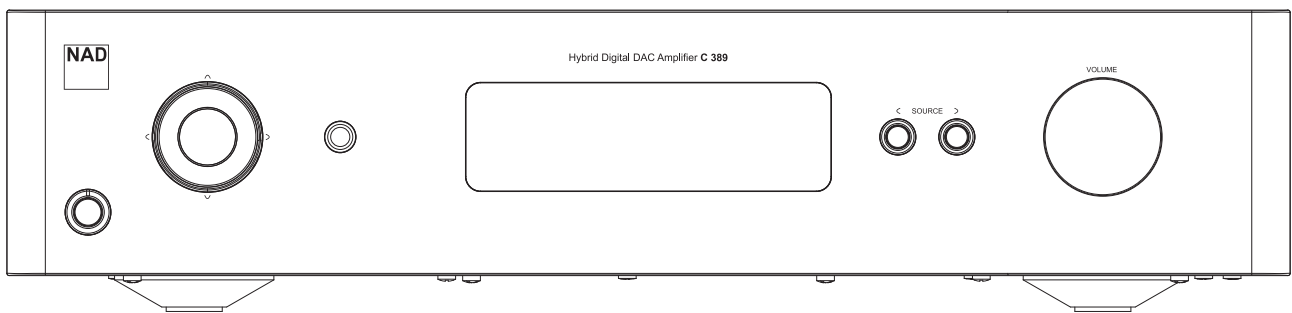 NAD
Hybrid Digital DAC Amplifier C 389
VOLUME
< SOURCE >